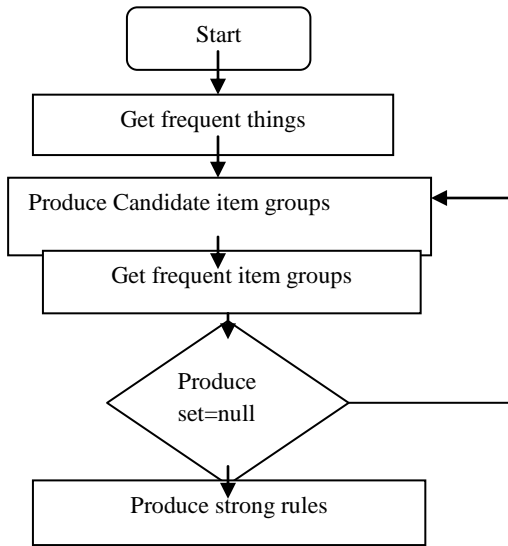 Start
Get frequent things
Produce Candidate item groups
Get frequent item groups
Produce
set=null
Produce strong rules